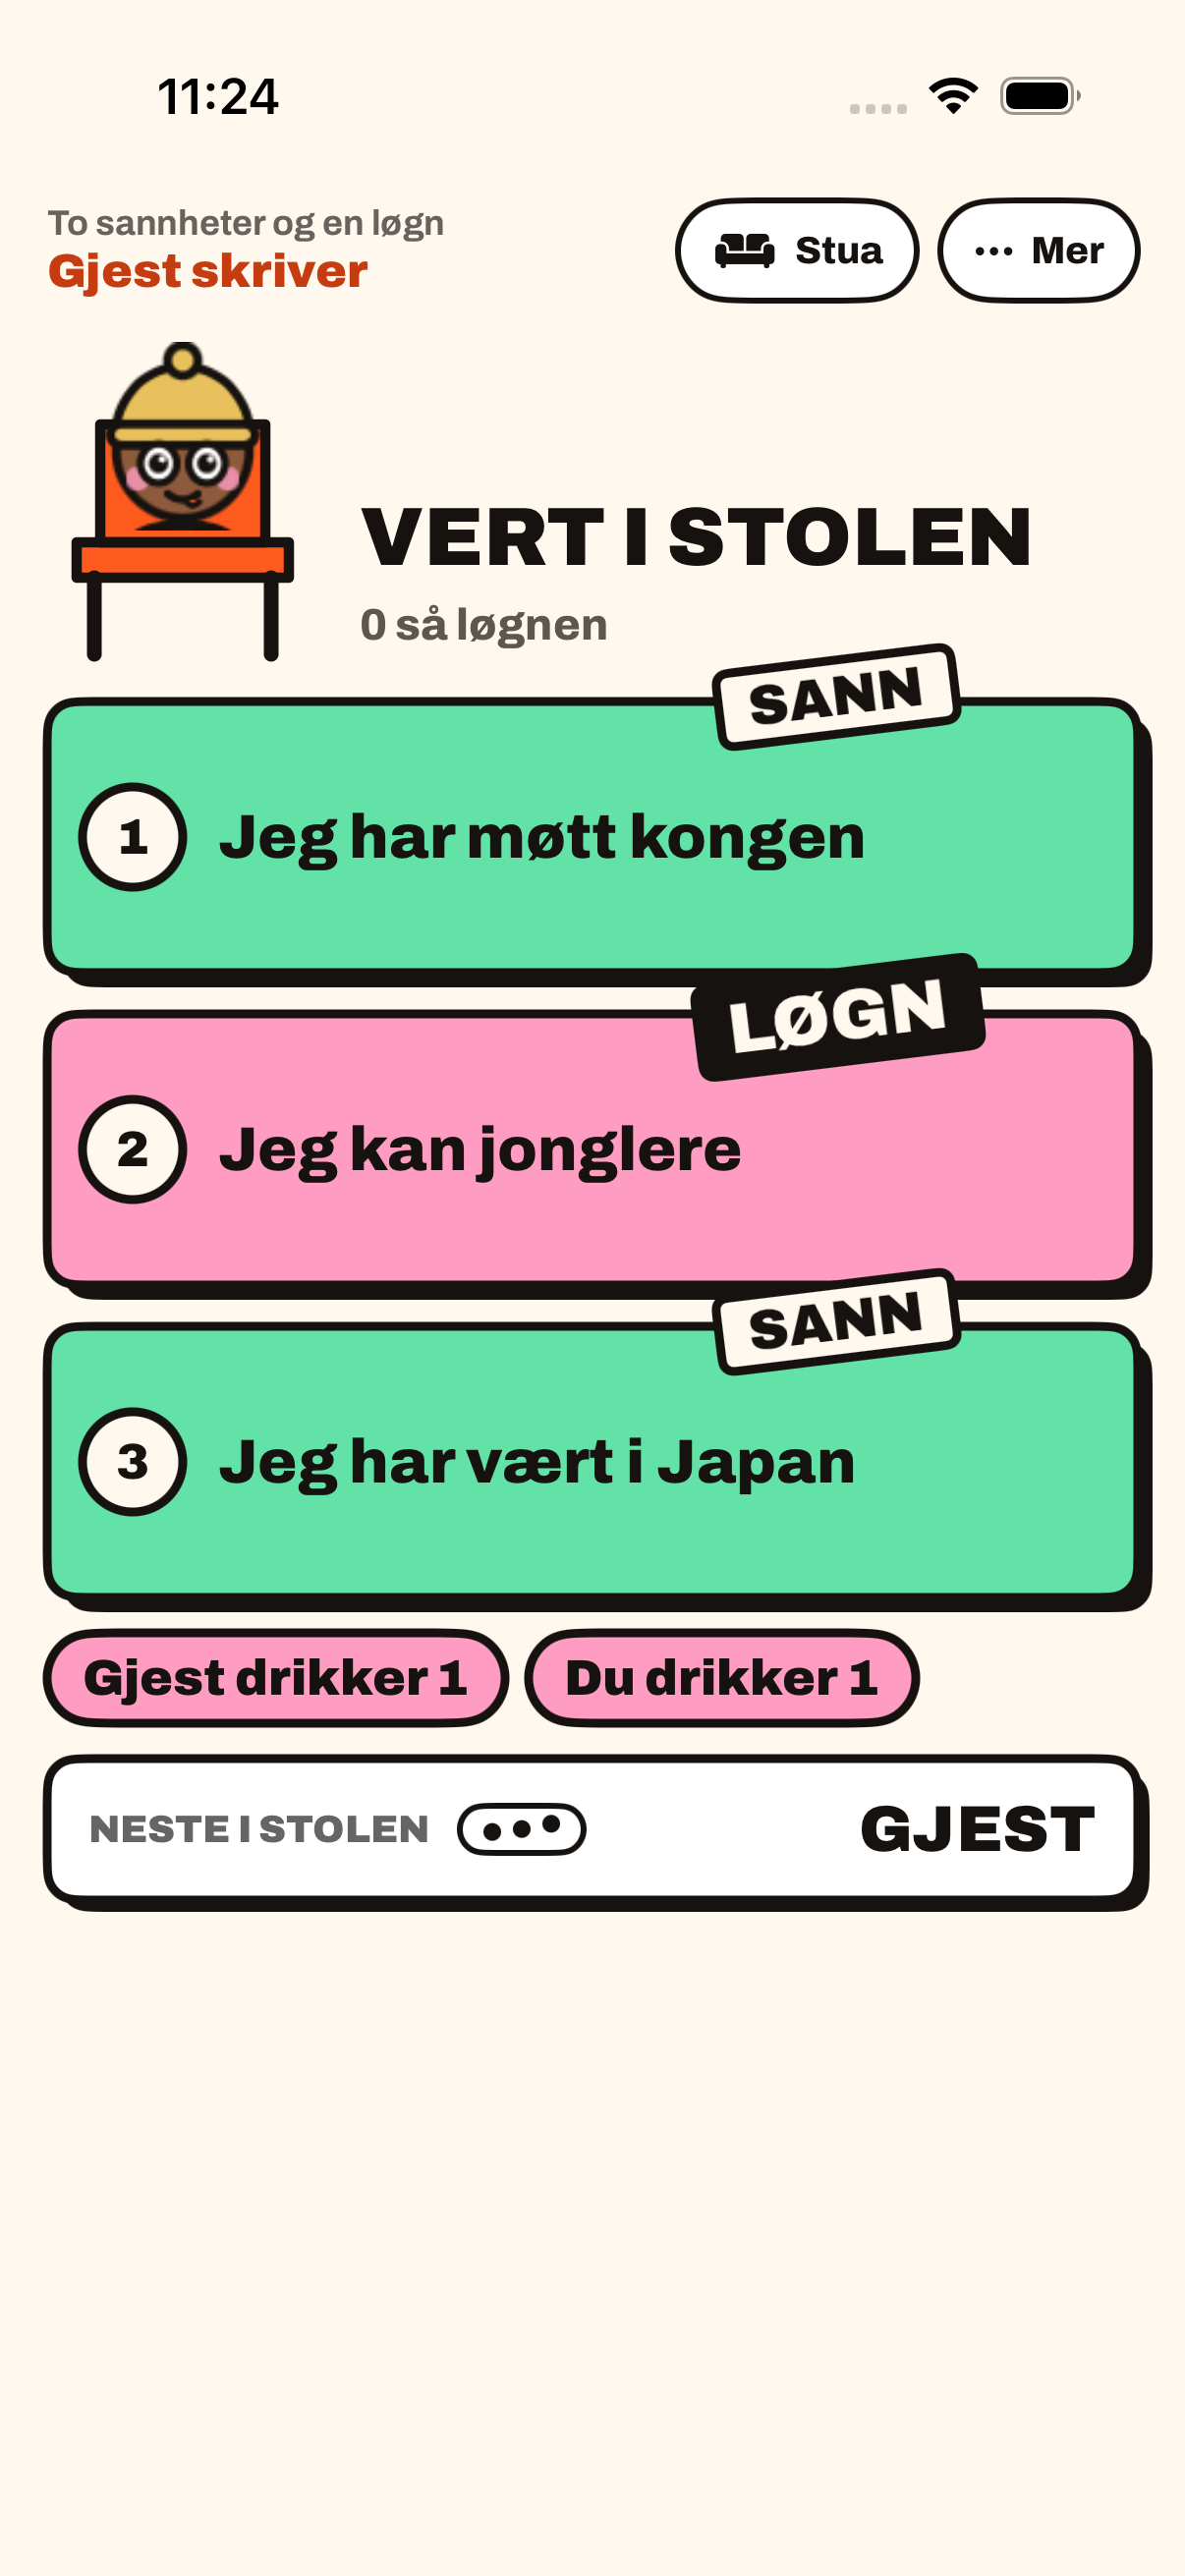 11:24
To sannheter og en løgn
Gjest skriver
Stua
Mer
VERT I STOLEN
0 så løgnen
SANN
1 Jeg har møtt kongen
LØGN
2 Jeg kan jonglere
SANN
3 Jeg har vært i Japan
Gjest drikker 1
Du drikker 1
NESTE I STOLEN
GJEST